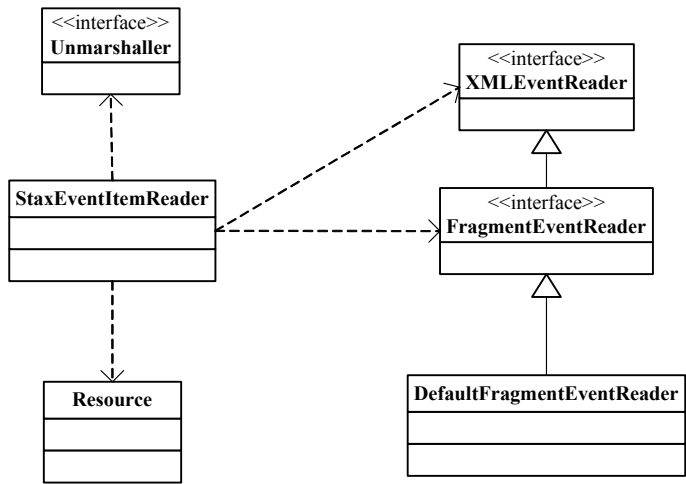 <<interface>>
Unmarshaller
<<interface>>
XMLEventReader
StaxEventItemReader
<<interface>>
FragmentEventReader
Resource
DefaultFragmentEventReader